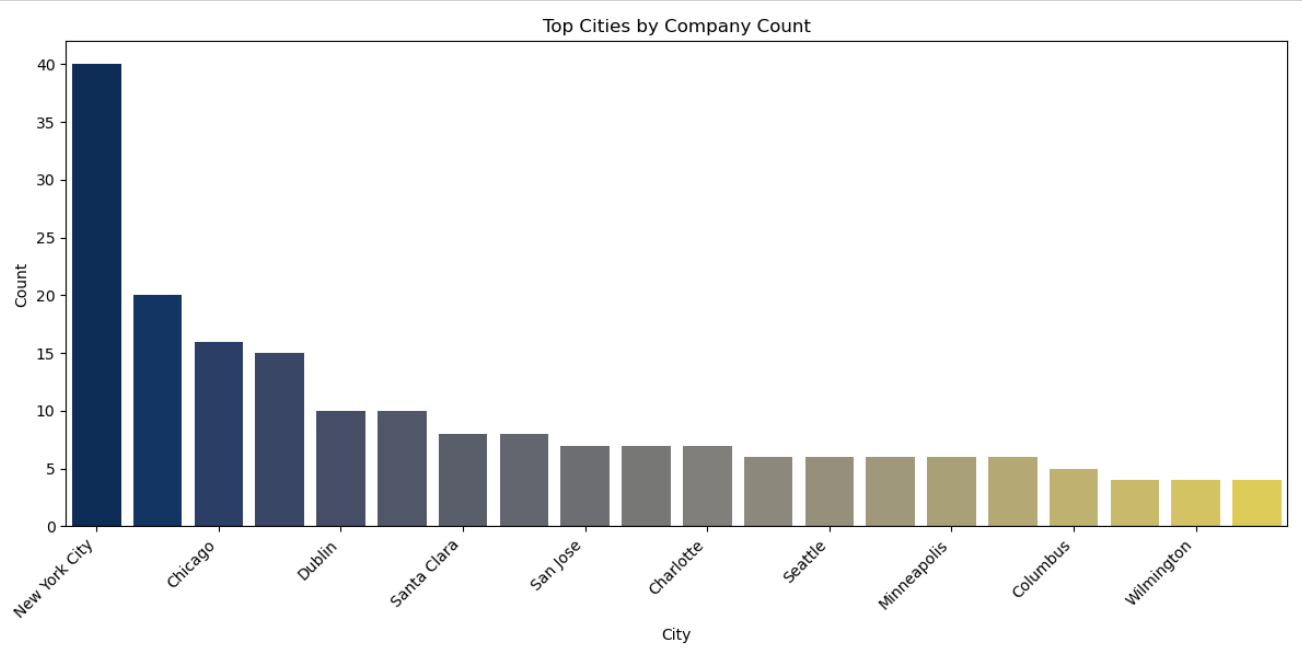 Top Cities by Company Count
40
35
30
25
20
15
10
5
0
Count
New York City
Chicago
Dublin
Santa Clara
San Jose
Charlotte
Seattle
Minneapolis
Columbus
Wilmington
City